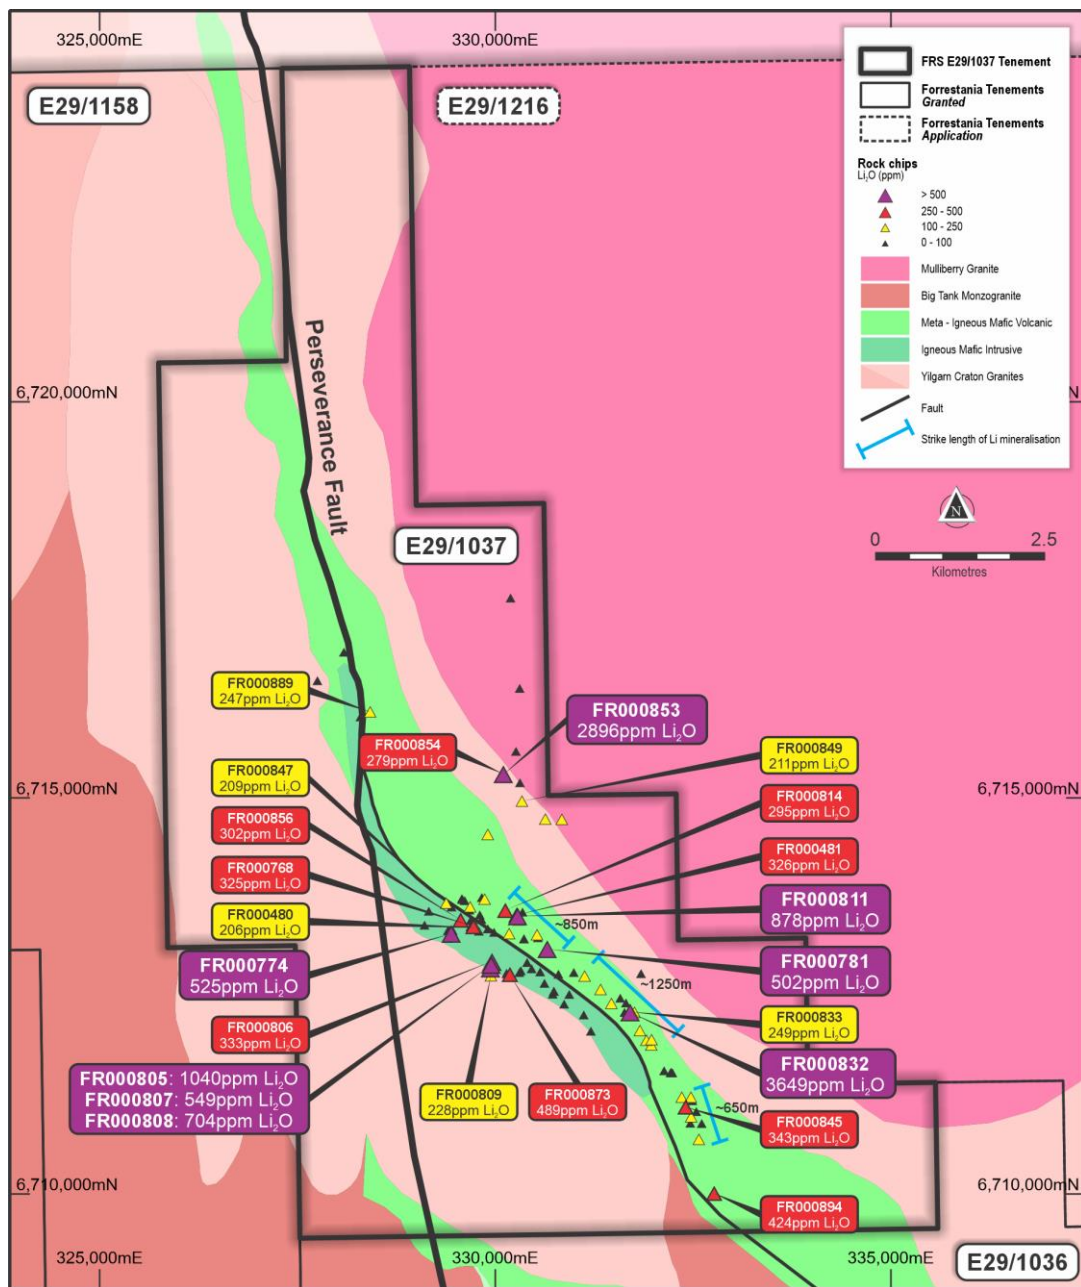 325,000mE
330,000mE
E29/1158
E29/1216
FRS E29/1037 Tenement
Forrestania Tenements
Granted
Forrestania Tenements
Application
Rock chips
Li₂O (ppm)
> 500
250 - 500
100 - 250
0 - 100
Mulliberry Granite
Big Tank Monzogranite
Meta - Igneous Mafic Volcanic
Igneous Mafic Intrusive
Yilgarn Craton Granites
Fault
Strike length of Li mineralisation
6,720,000mN
N
Perseverance Fault
N
0 2.5
Kilometres
E29/1037
FR000889
247ppm Li₂O
FR000853
2896ppm Li₂O
FR000854
279ppm Li₂O
FR000849
211ppm Li₂O
FR000847
209ppm Li₂O
6,715,000mN
6,715,000mN
FR000814
295ppm Li₂O
FR000856
302ppm Li₂O
FR000481
326ppm Li₂O
FR000768
325ppm Li₂O
FR000811
878ppm Li₂O
FR000480
206ppm Li₂O
~850m
FR000774
525ppm Li₂O
FR000781
502ppm Li₂O
~1250m
FR000833
249ppm Li₂O
FR000806
333ppm Li₂O
FR000832
3649ppm Li₂O
FR000805: 1040ppm Li₂O
FR000807: 549ppm Li₂O
FR000808: 704ppm Li₂O
FR000809
228ppm Li₂O
FR000873
489ppm Li₂O
~650m
FR000845
343ppm Li₂O
6,710,000mN
6,710,000mN
FR000894
424ppm Li₂O
325,000mE
330,000mE
335,000mE
E29/1036